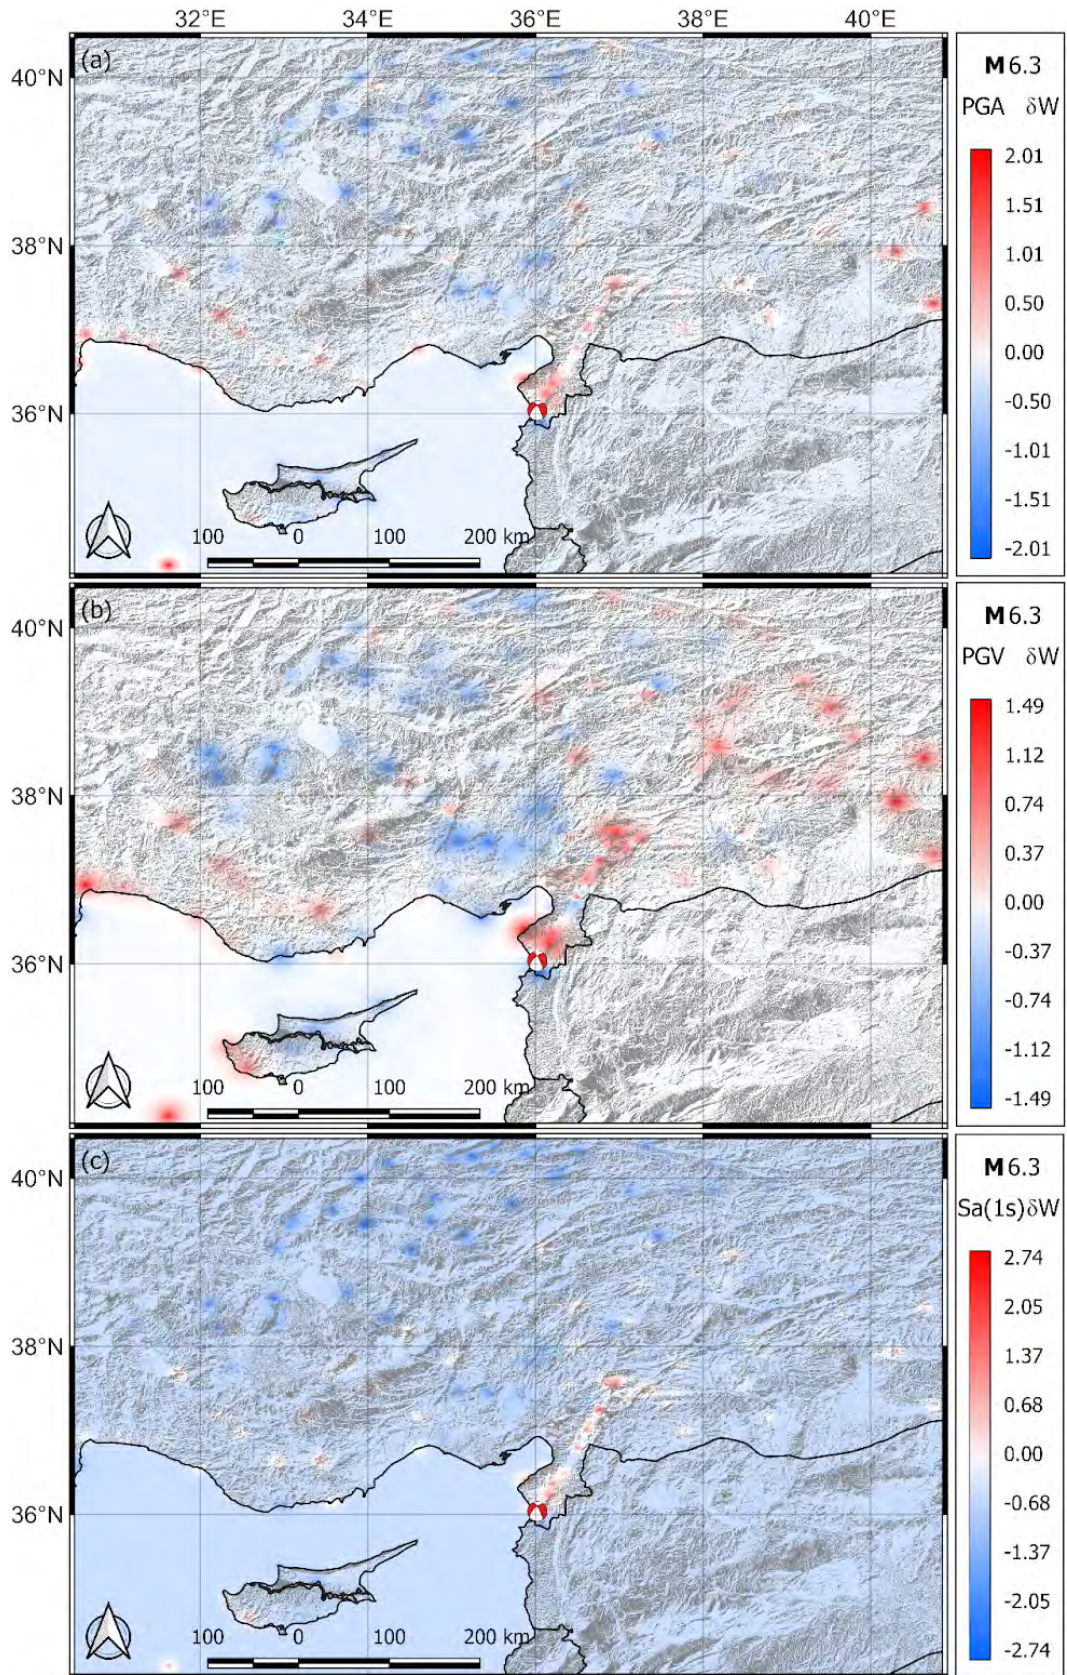 32°E 34°E 36°E 38°E 40°E
(a)
40°N
38°N
36°N
100 0 100 200 km
M 6.3
PGA δW
2.01
1.51
1.01
0.50
0.00
-0.50
-1.01
-1.51
-2.01
(b)
40°N
38°N
36°N
100 0 100 200 km
M 6.3
PGV δW
1.49
1.12
0.74
0.37
0.00
-0.37
-0.74
-1.12
-1.49
(c)
40°N
38°N
36°N
100 0 100 200 km
M 6.3
Sa(1s) δW
2.74
2.05
1.37
0.68
0.00
-0.68
-1.37
-2.05
-2.74